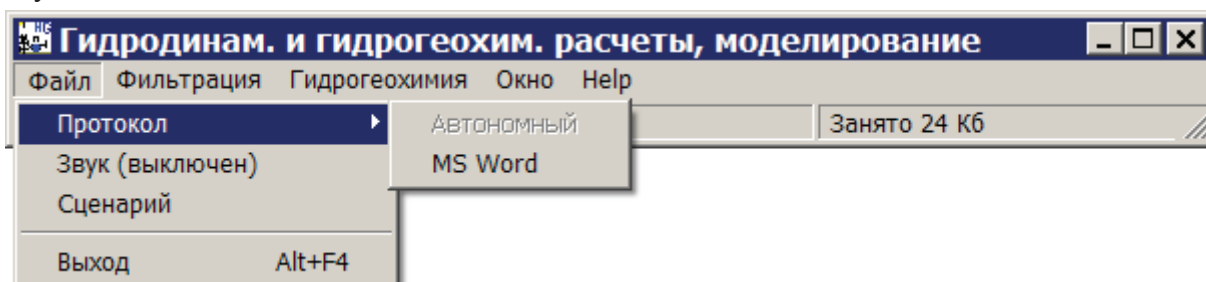 Гидродинам. и гидрогеохим. расчеты, моделирование
Файл Фильтрация Гидрогеохимия Окно Help
Протокол Автономный Занято 24 Кб
Звук (выключен) MS Word
Сценарий
Выход Alt+F4